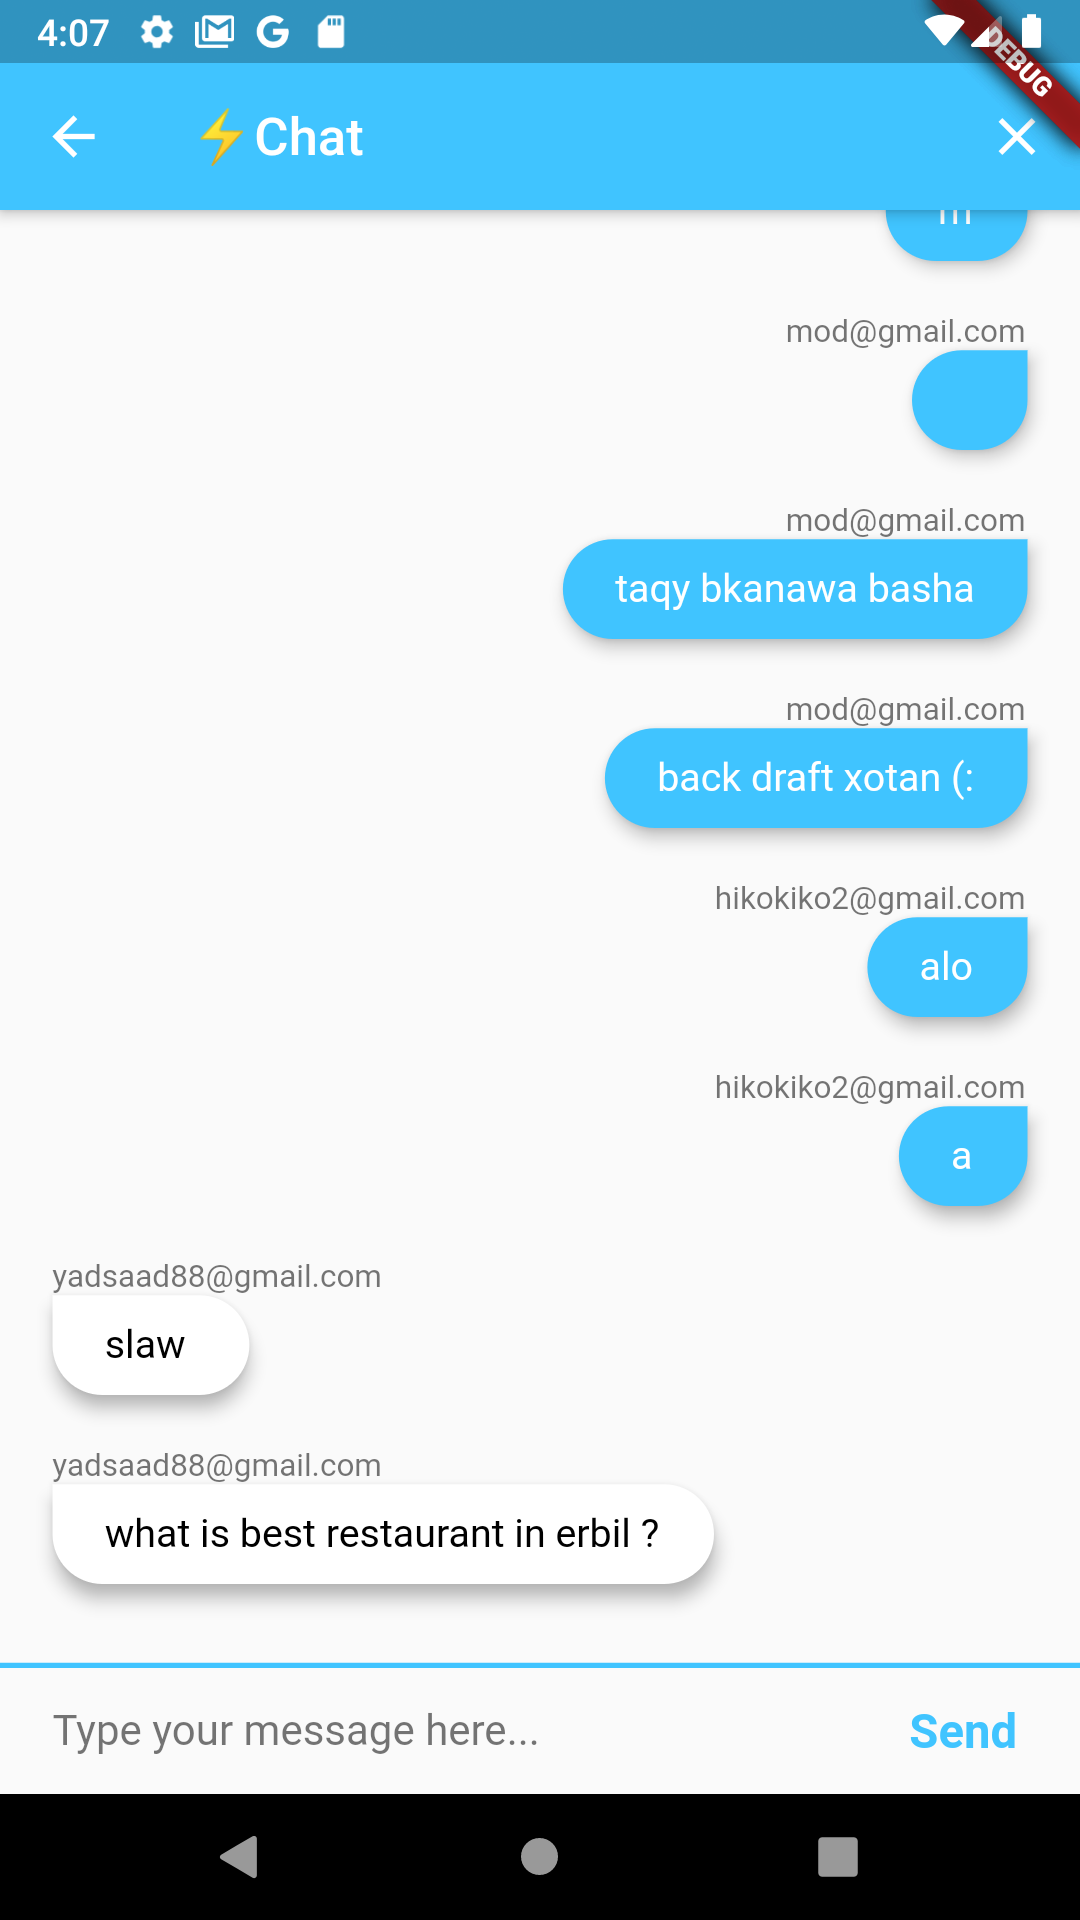 4:07
DEBUG
⚡Chat
mod@gmail.com
mod@gmail.com
taqy bkanawa basha
mod@gmail.com
back draft xotan (:
hikokiko2@gmail.com
alo
hikokiko2@gmail.com
a
yadsaad88@gmail.com
slaw
yadsaad88@gmail.com
what is best restaurant in erbil ?
Type your message here...
Send